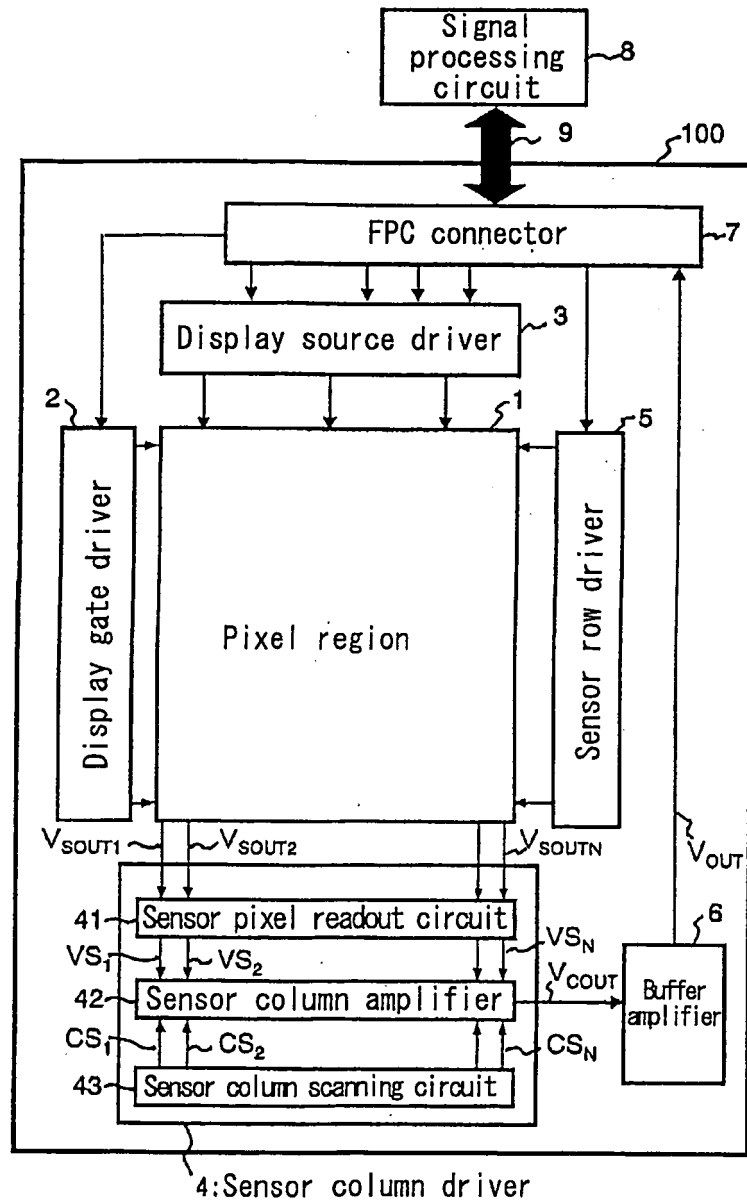 Signal
processing
circuit
8
9
100
FPC connector
7
Display source driver
3
2
1
5
Display gate driver
Pixel region
Sensor row driver
VSOUT1
VSOUT2
VSOUTN
VOUT
41
Sensor pixel readout circuit
6
VS1
VS2
VSN
42
Sensor column amplifier
VCOUT
Buffer
amplifier
CS1
CS2
CSN
43
Sensor column scanning circuit
4:Sensor column driver